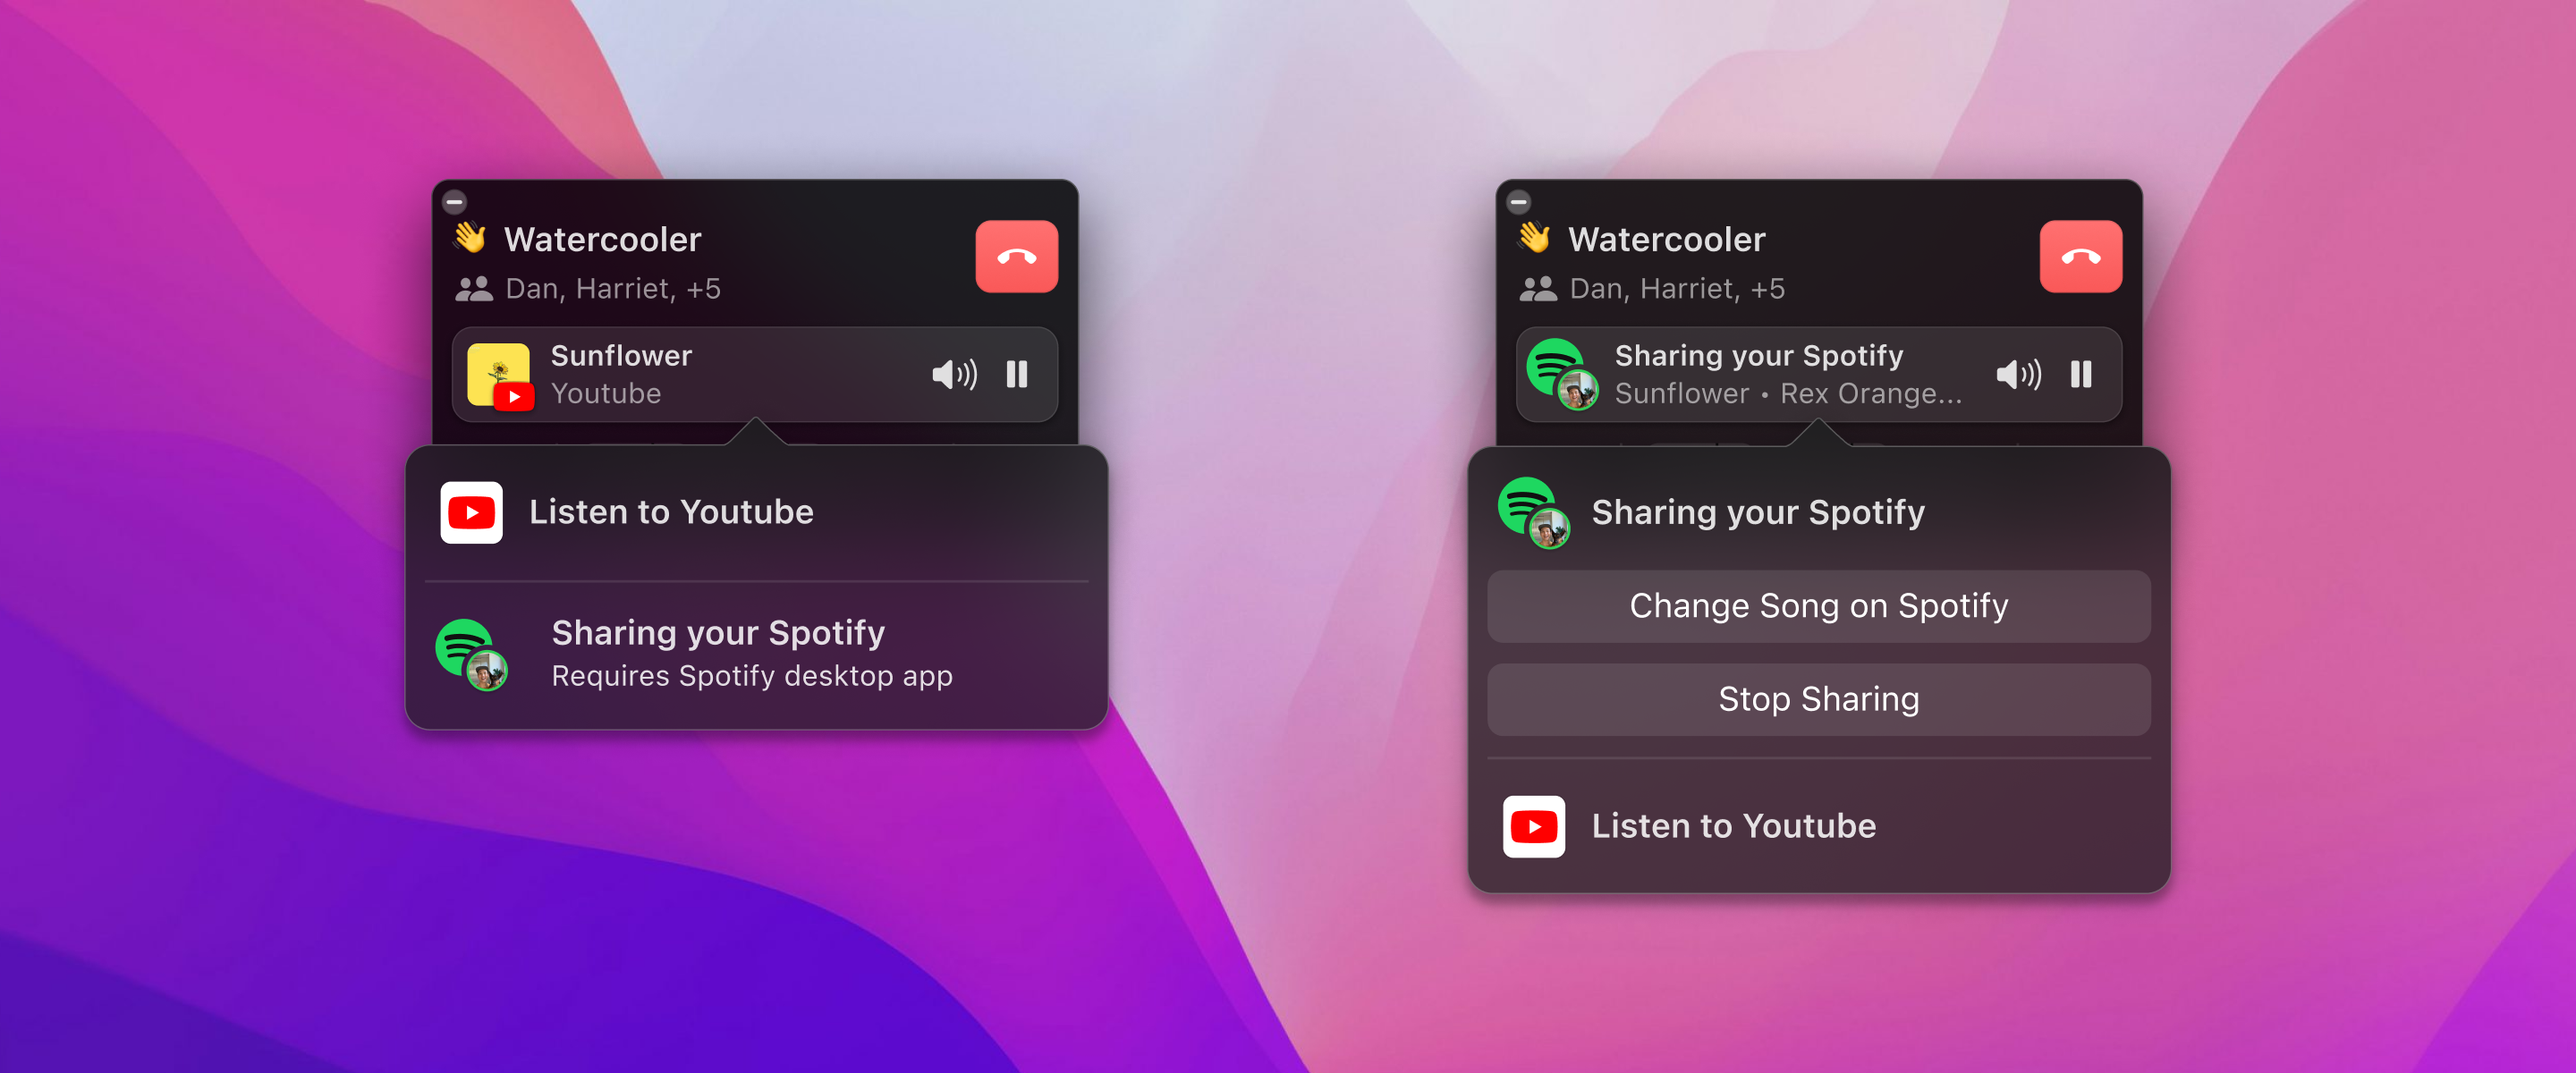 Watercooler
Dan, Harriet, +5
Sunflower
Youtube
Listen to Youtube
Sharing your Spotify
Requires Spotify desktop app
Watercooler
Dan, Harriet, +5
Sharing your Spotify
Sunflower • Rex Orange...
Sharing your Spotify
Change Song on Spotify
Stop Sharing
Listen to Youtube